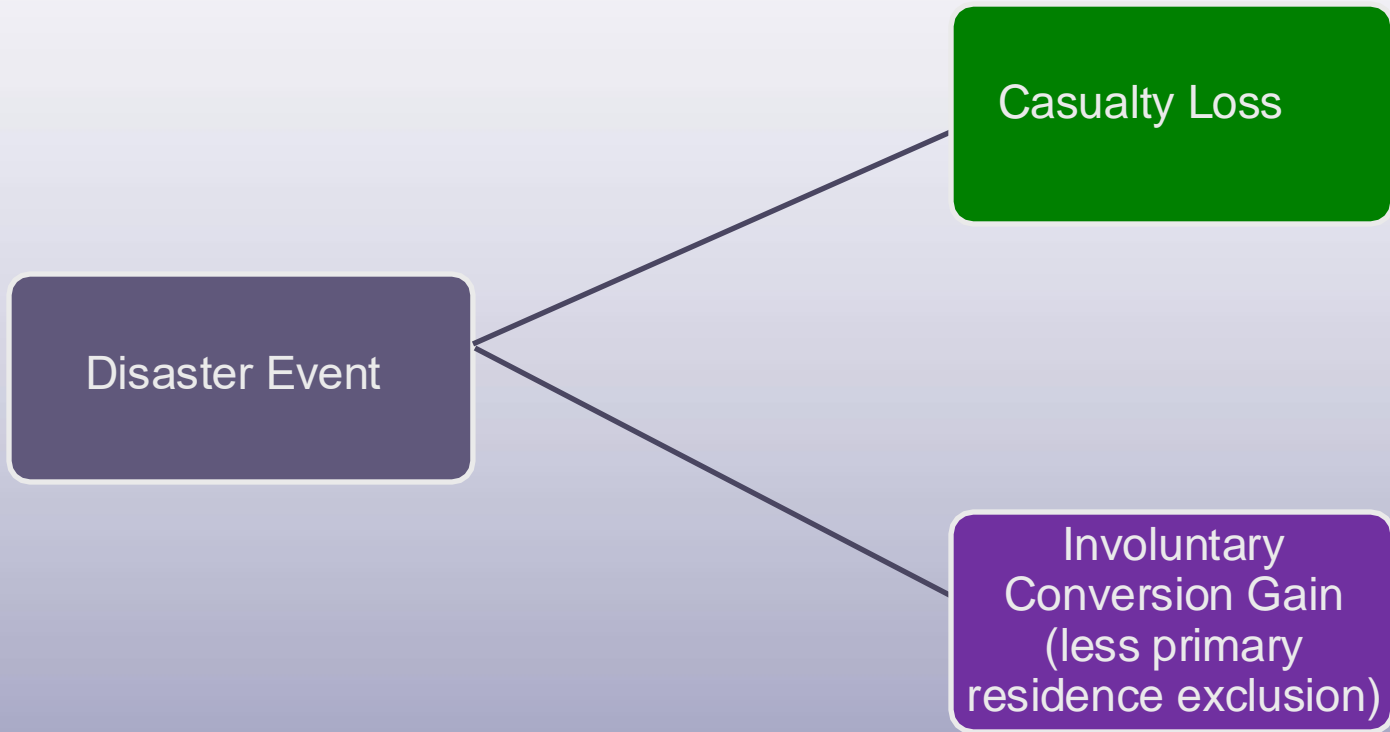 Casualty Loss
Disaster Event
Involuntary
Conversion Gain
(less primary
residence exclusion)